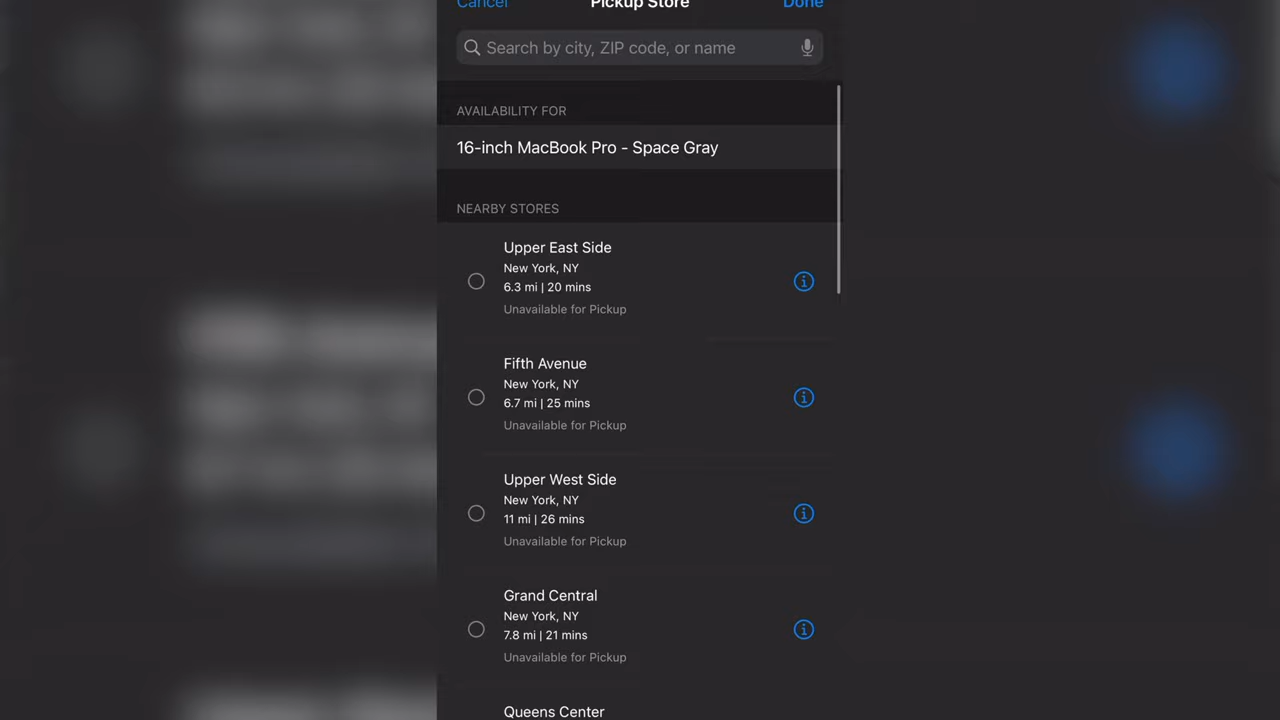 Cancel
Pickup Store
Done
Search by city, ZIP code, or name
AVAILABILITY FOR
16-inch MacBook Pro - Space Gray
NEARBY STORES
Upper East Side
New York, NY
6.3 mi | 20 mins
Unavailable for Pickup
Fifth Avenue
New York, NY
6.7 mi | 25 mins
Unavailable for Pickup
Upper West Side
New York, NY
11 mi | 26 mins
Unavailable for Pickup
Grand Central
New York, NY
7.8 mi | 21 mins
Unavailable for Pickup
Queens Center